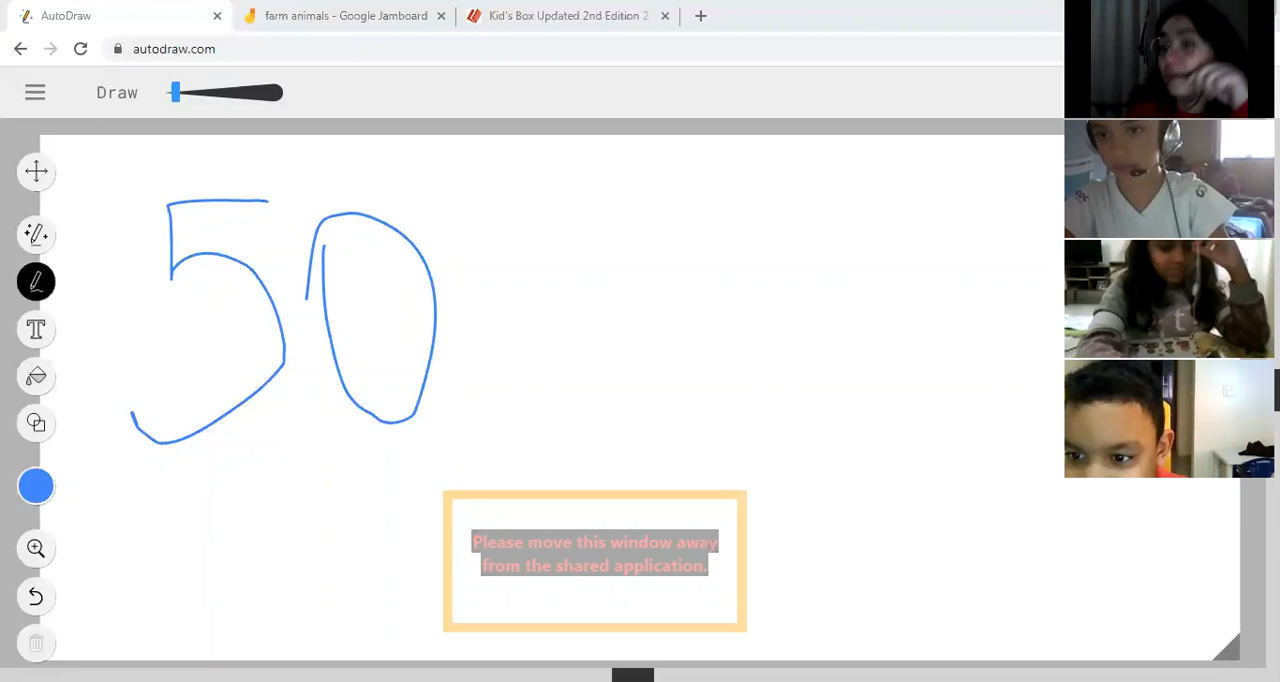 AutoDraw
farm animals - Google Jamboard
Kid's Box Updated 2nd Edition 2
autodraw.com
Draw
50
T
Please move this window away
from the shared application.
t